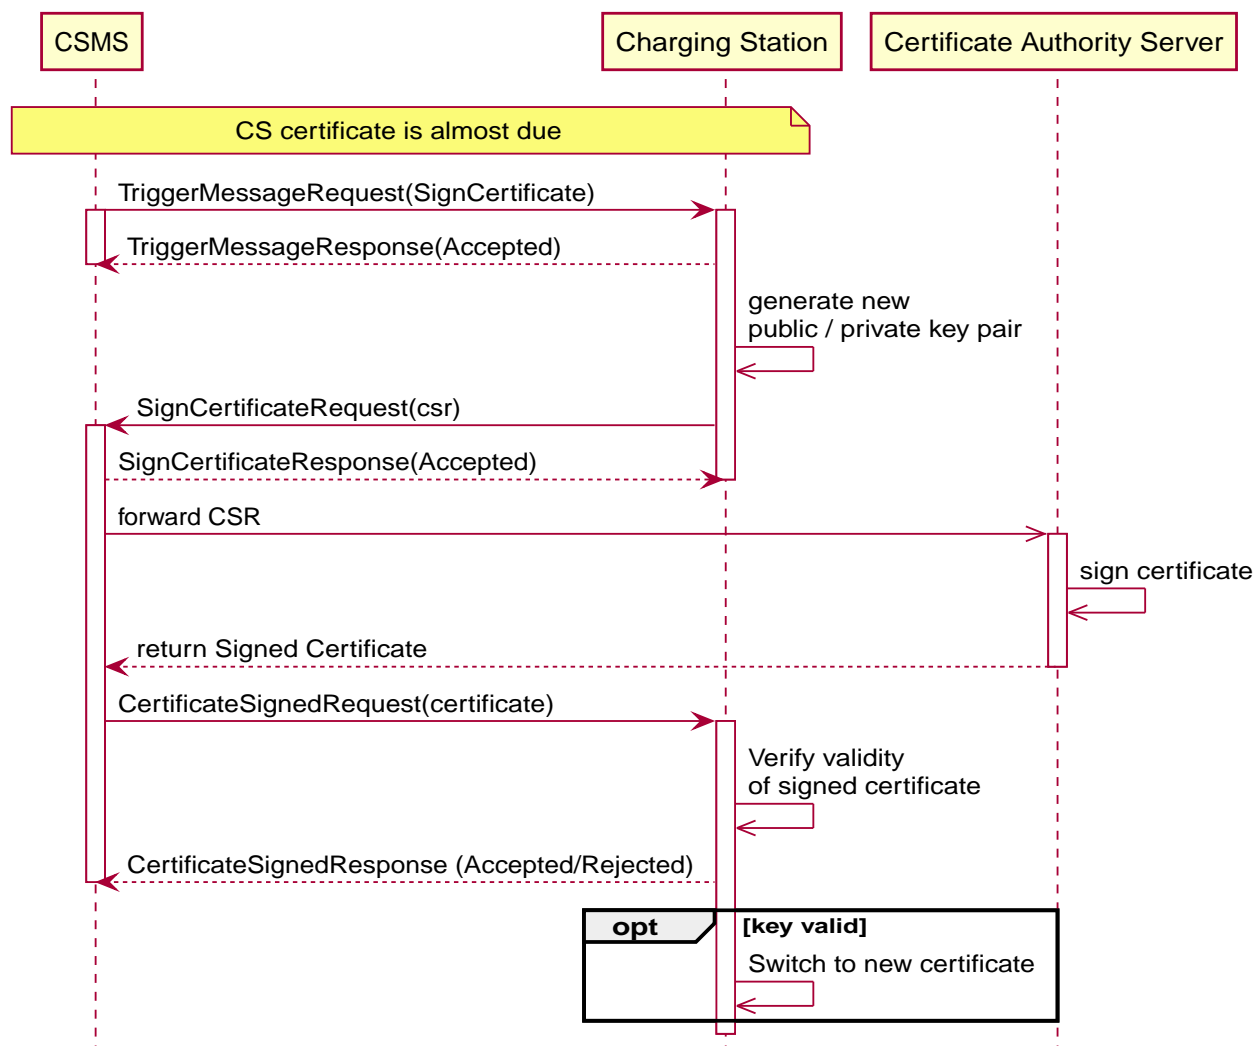 CSMS
Charging Station
Certificate Authority Server
CS certificate is almost due
TriggerMessageRequest(SignCertificate)
TriggerMessageResponse(Accepted)
generate new
public / private key pair
SignCertificateRequest(csr)
SignCertificateResponse(Accepted)
forward CSR
sign certificate
return Signed Certificate
CertificateSignedRequest(certificate)
Verify validity
of signed certificate
CertificateSignedResponse (Accepted/Rejected)
opt
[key valid]
Switch to new certificate